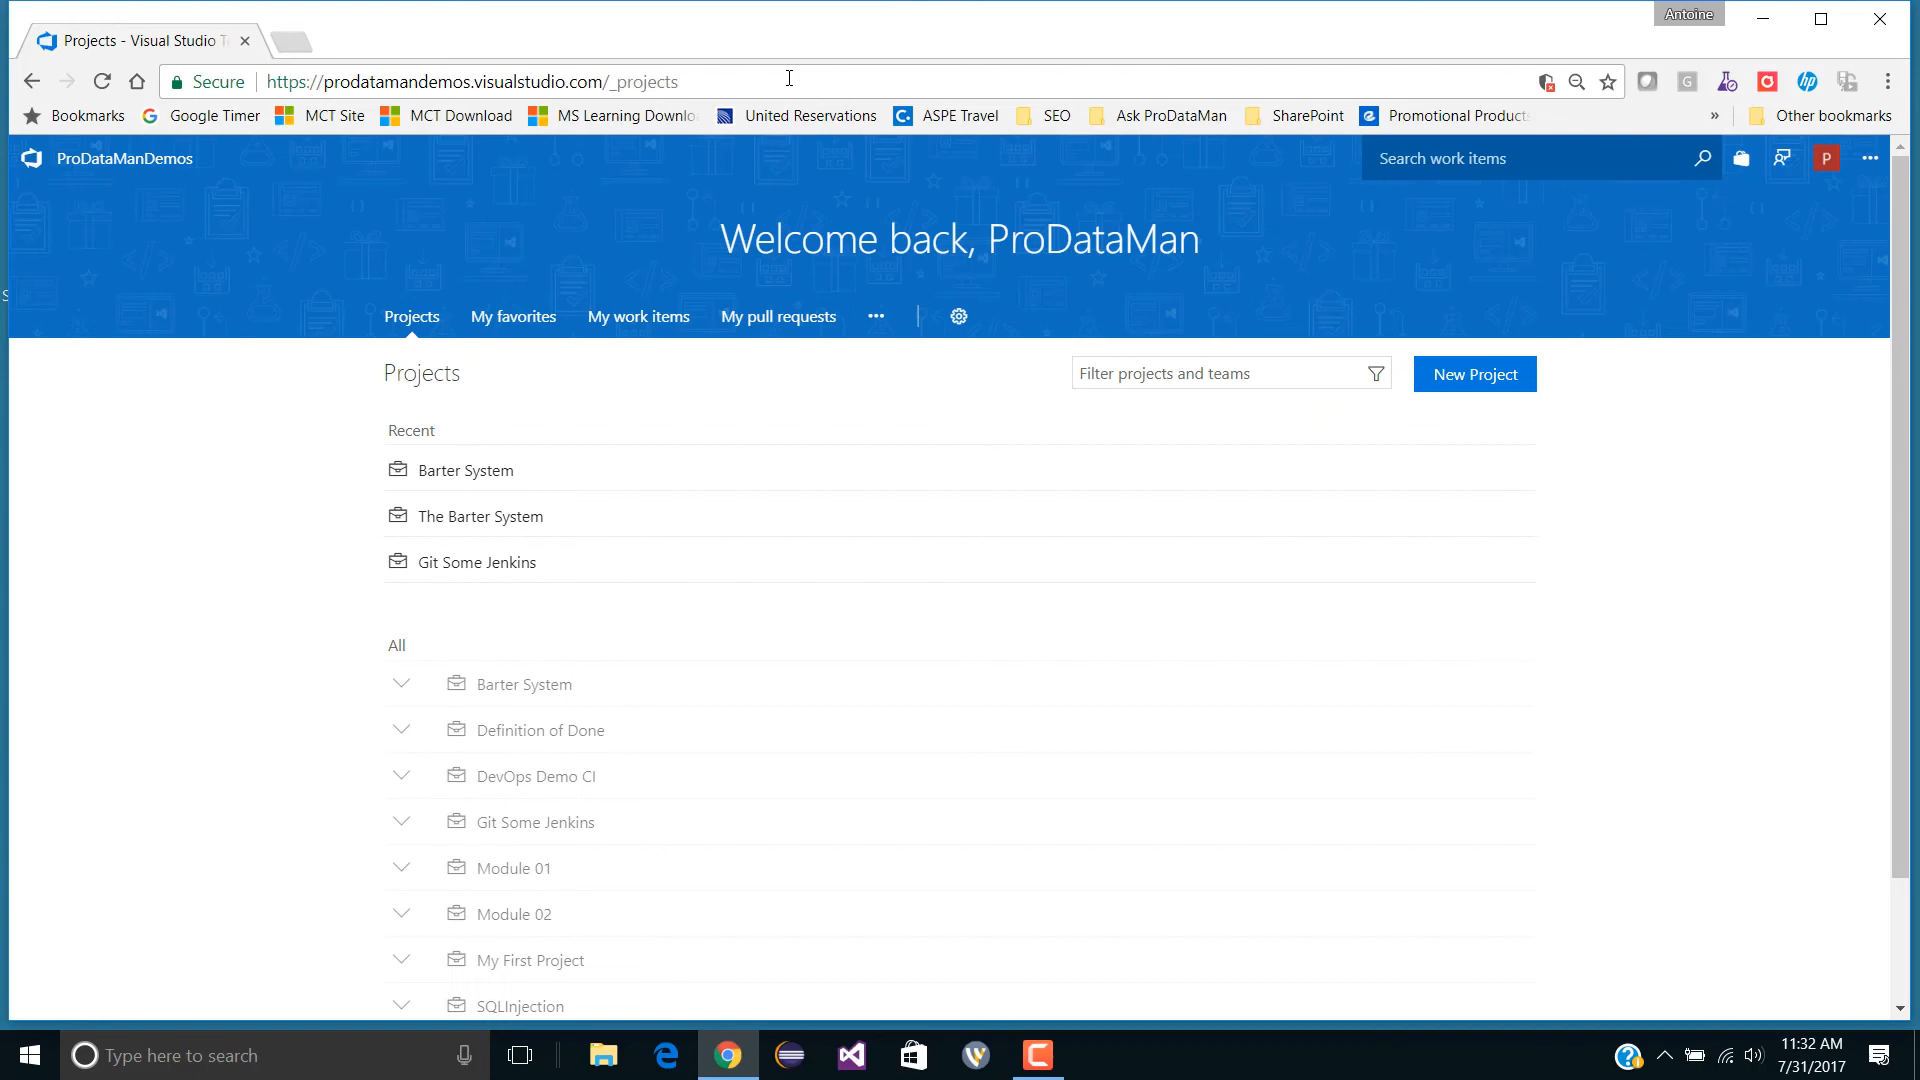 Antoine
Projects - Visual Studio T
Secure https://prodatamandemos.visualstudio.com/_projects
Bookmarks Google Timer MCT Site MCT Download MS Learning Downlo United Reservations ASPE Travel SEO Ask ProDataMan SharePoint Promotional Products » Other bookmarks
ProDataManDemos Search work items P
Welcome back, ProDataMan
Projects My favorites My work items My pull requests
Projects Filter projects and teams New Project
Recent
Barter System
The Barter System
Git Some Jenkins
All
Barter System
Definition of Done
DevOps Demo CI
Git Some Jenkins
Module 01
Module 02
My First Project
SQLInjection
Type here to search
11:32 AM
7/31/2017